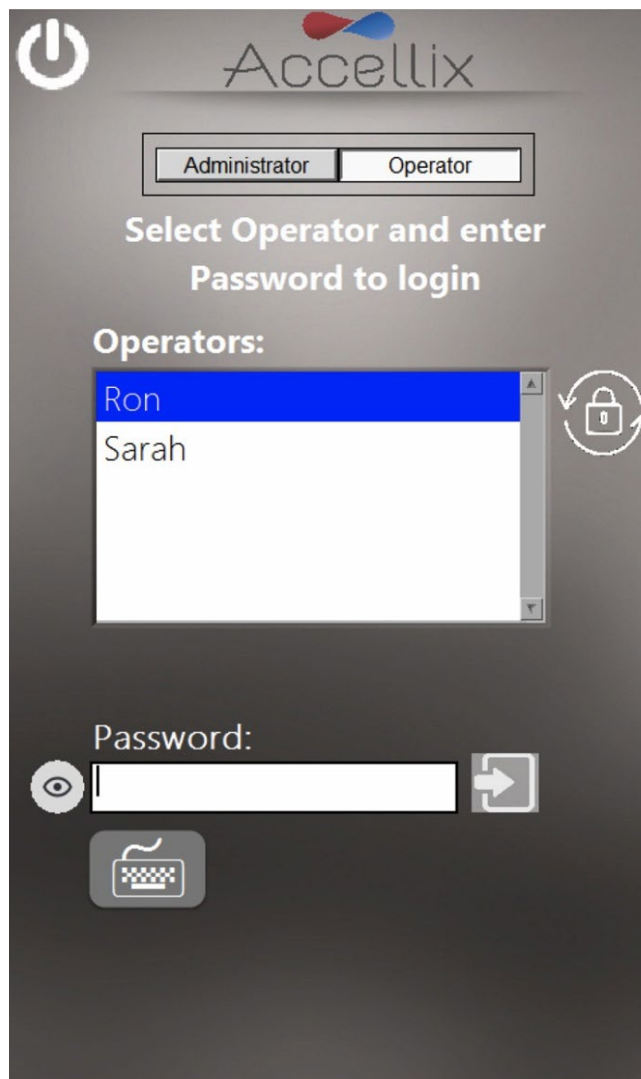 Accellix
Administrator Operator
Select Operator and enter
Password to login
Operators:
Ron
Sarah
Password: